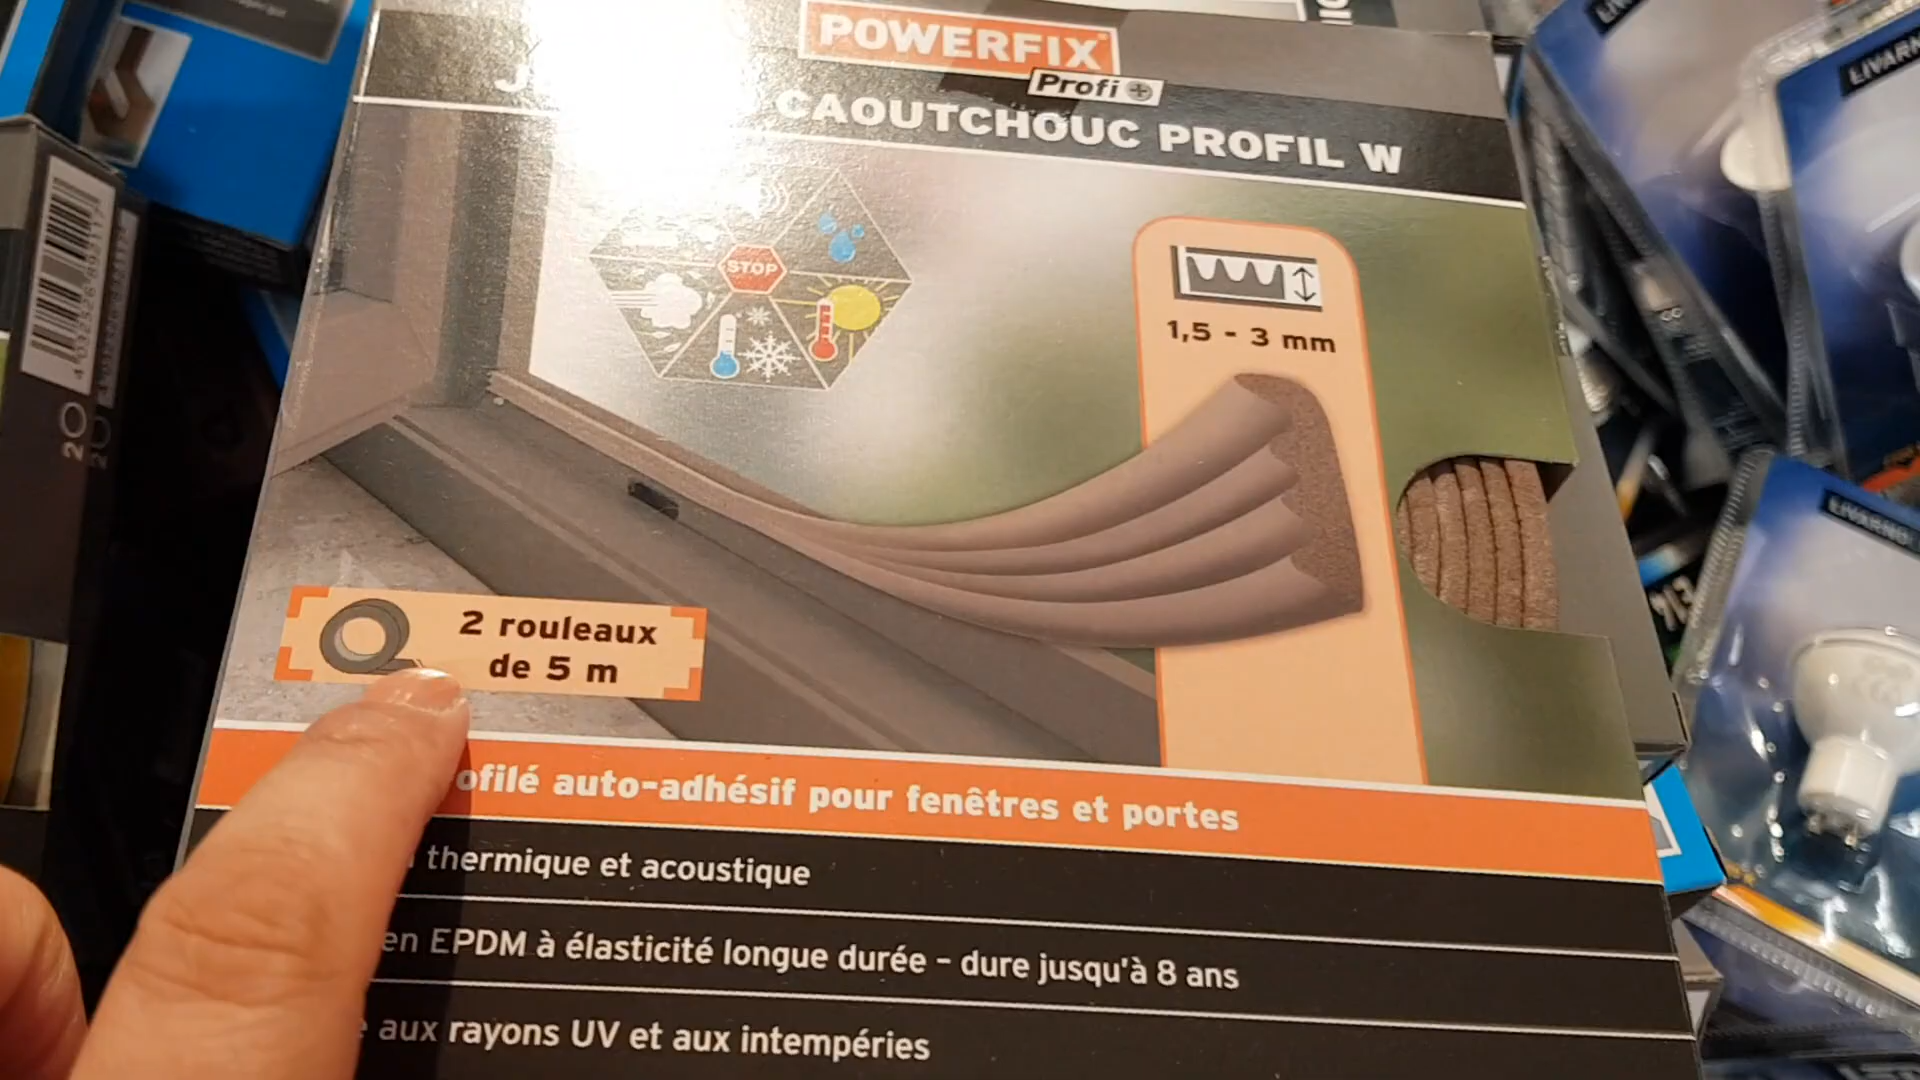 POWERFIX
Profi+
CAOUTCHOUC PROFIL W
STOP
1,5 - 3 mm
2 rouleaux
de 5 m
ofilé auto-adhésif pour fenêtres et portes
thermique et acoustique
en EPDM à élasticité longue durée – dure jusqu'à 8 ans
aux rayons UV et aux intempéries
20
20
LIVARNO